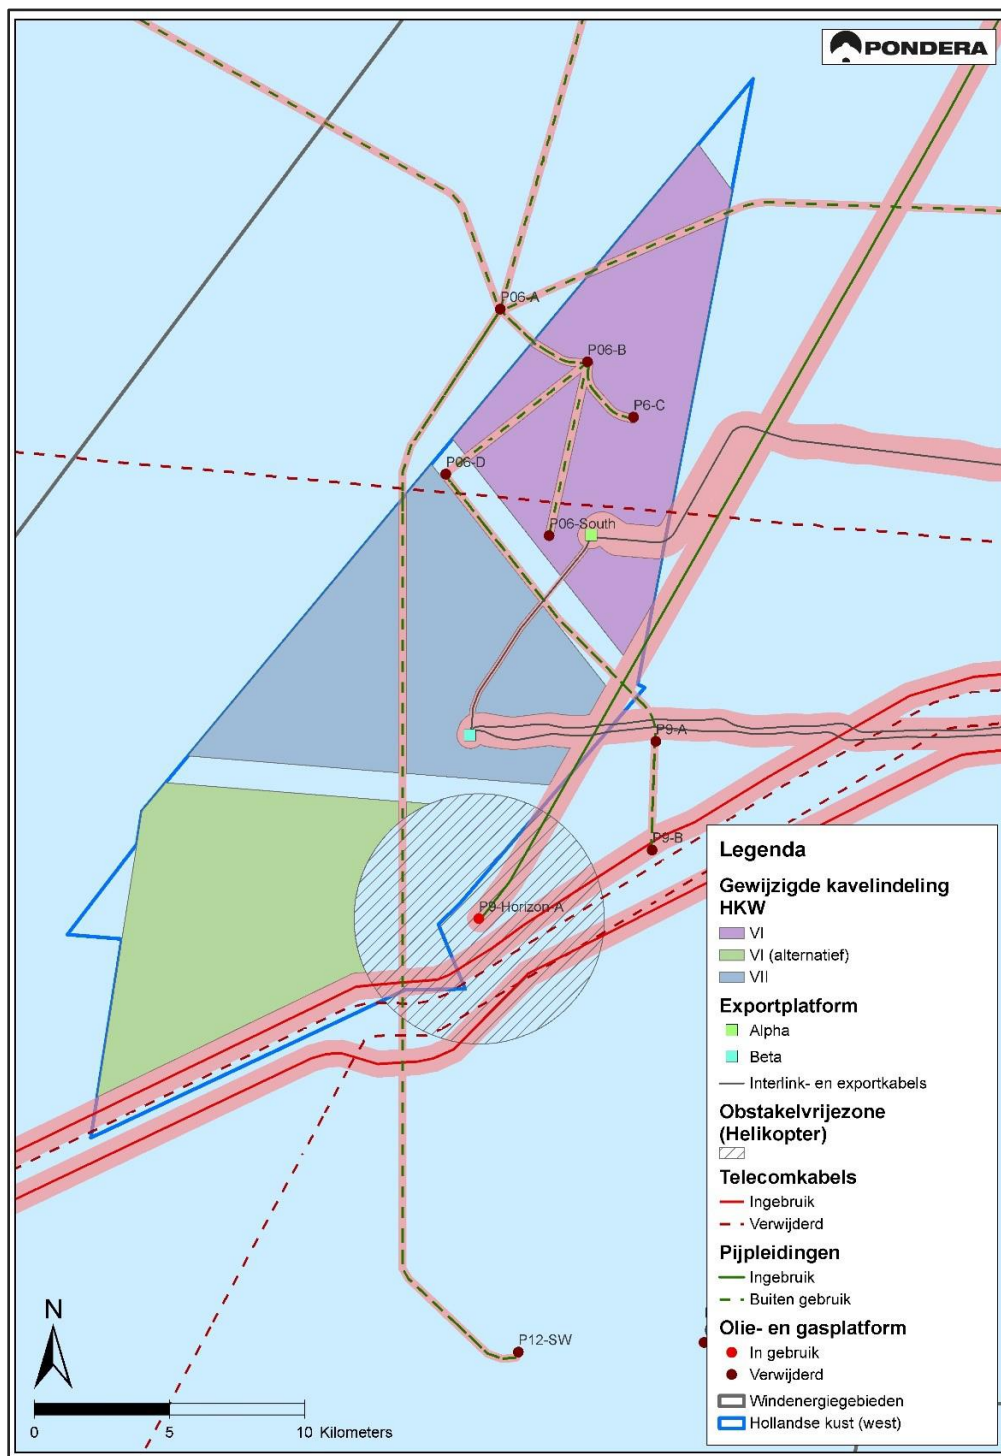 PONDERA
P06-A
P06-B
P6-C
P06-D
P06-South
P9-A
P9-B
P9-Horizon-A
P12-SW
Legenda
Gewijzigde kavelindeling
HKW
VI
VI (alternatief)
VII
Exportplatform
Alpha
Beta
Interlink- en exportkabels
Obstakelvrijezone
(Helikopter)
Telecomkabels
Ingebruik
Verwijderd
Pijpleidingen
Ingebruik
Buiten gebruik
Olie- en gasplatform
In gebruik
Verwijderd
Windenergiegebieden
Hollandse kust (west)
N
0 5 10 Kilometers